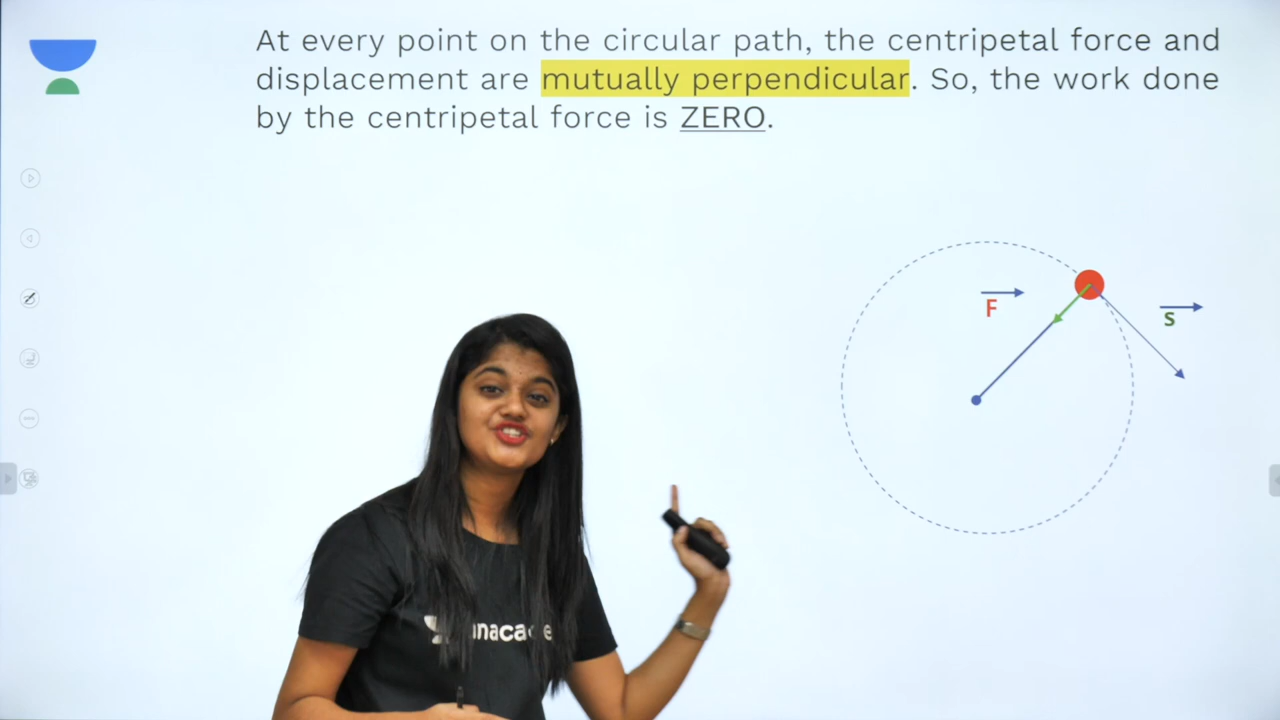 At every point on the circular path, the centripetal force and
displacement are mutually perpendicular. So, the work done
by the centripetal force is ZERO.
F
s